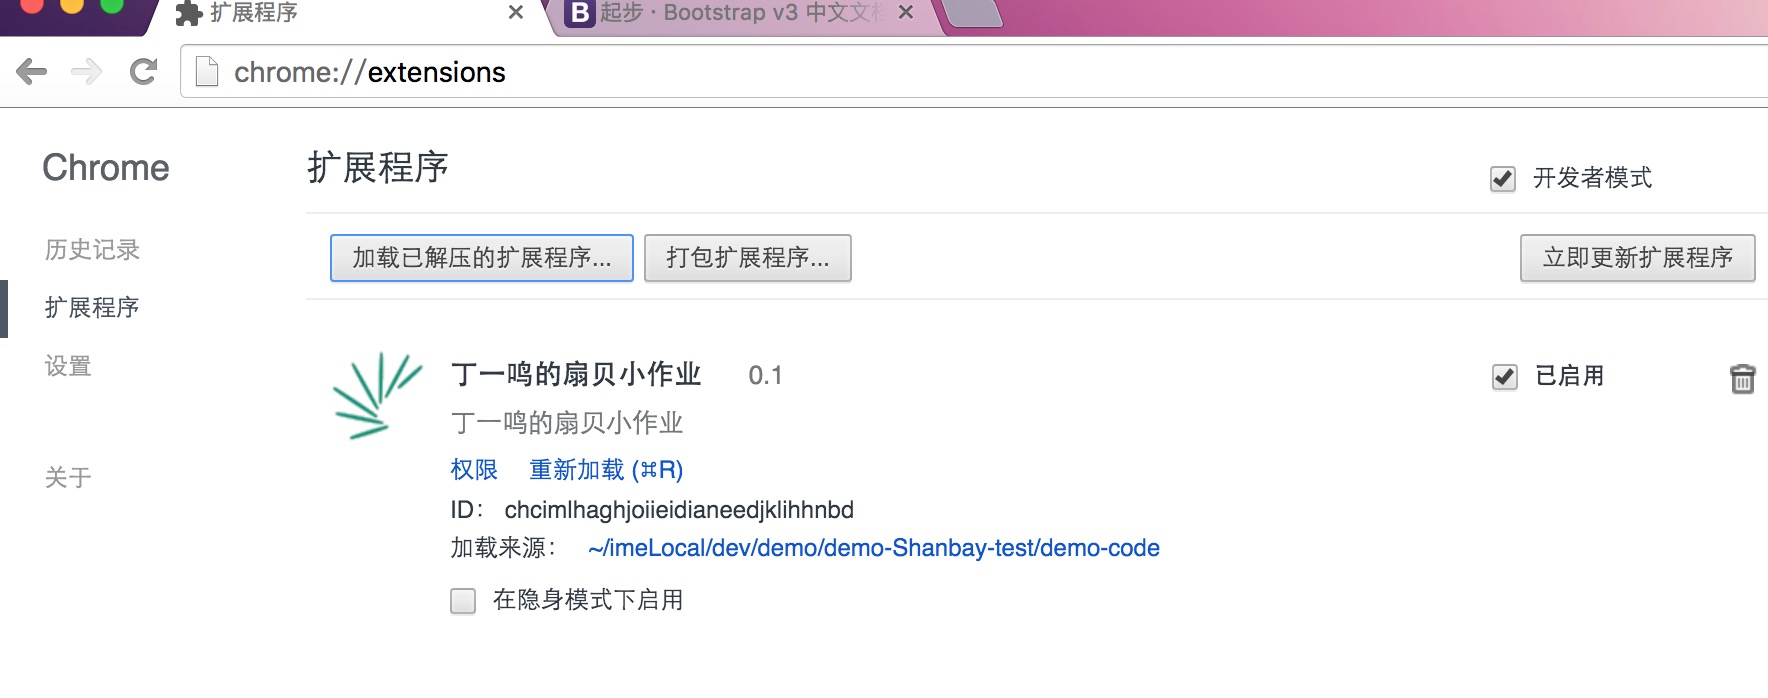 扩展程序
B 起步 · Bootstrap v3 中文文档
chrome://extensions
Chrome
扩展程序
开发者模式
历史记录
扩展程序
设置
关于
加载已解压的扩展程序...
打包扩展程序...
立即更新扩展程序
丁一鸣的扇贝小作业 0.1
已启用
丁一鸣的扇贝小作业
权限 重新加载 (⌘R)
ID： chcimlhaghjoiieidianeedjklihhnbd
加载来源： ~/imeLocal/dev/demo/demo-Shanbay-test/demo-code
在隐身模式下启用